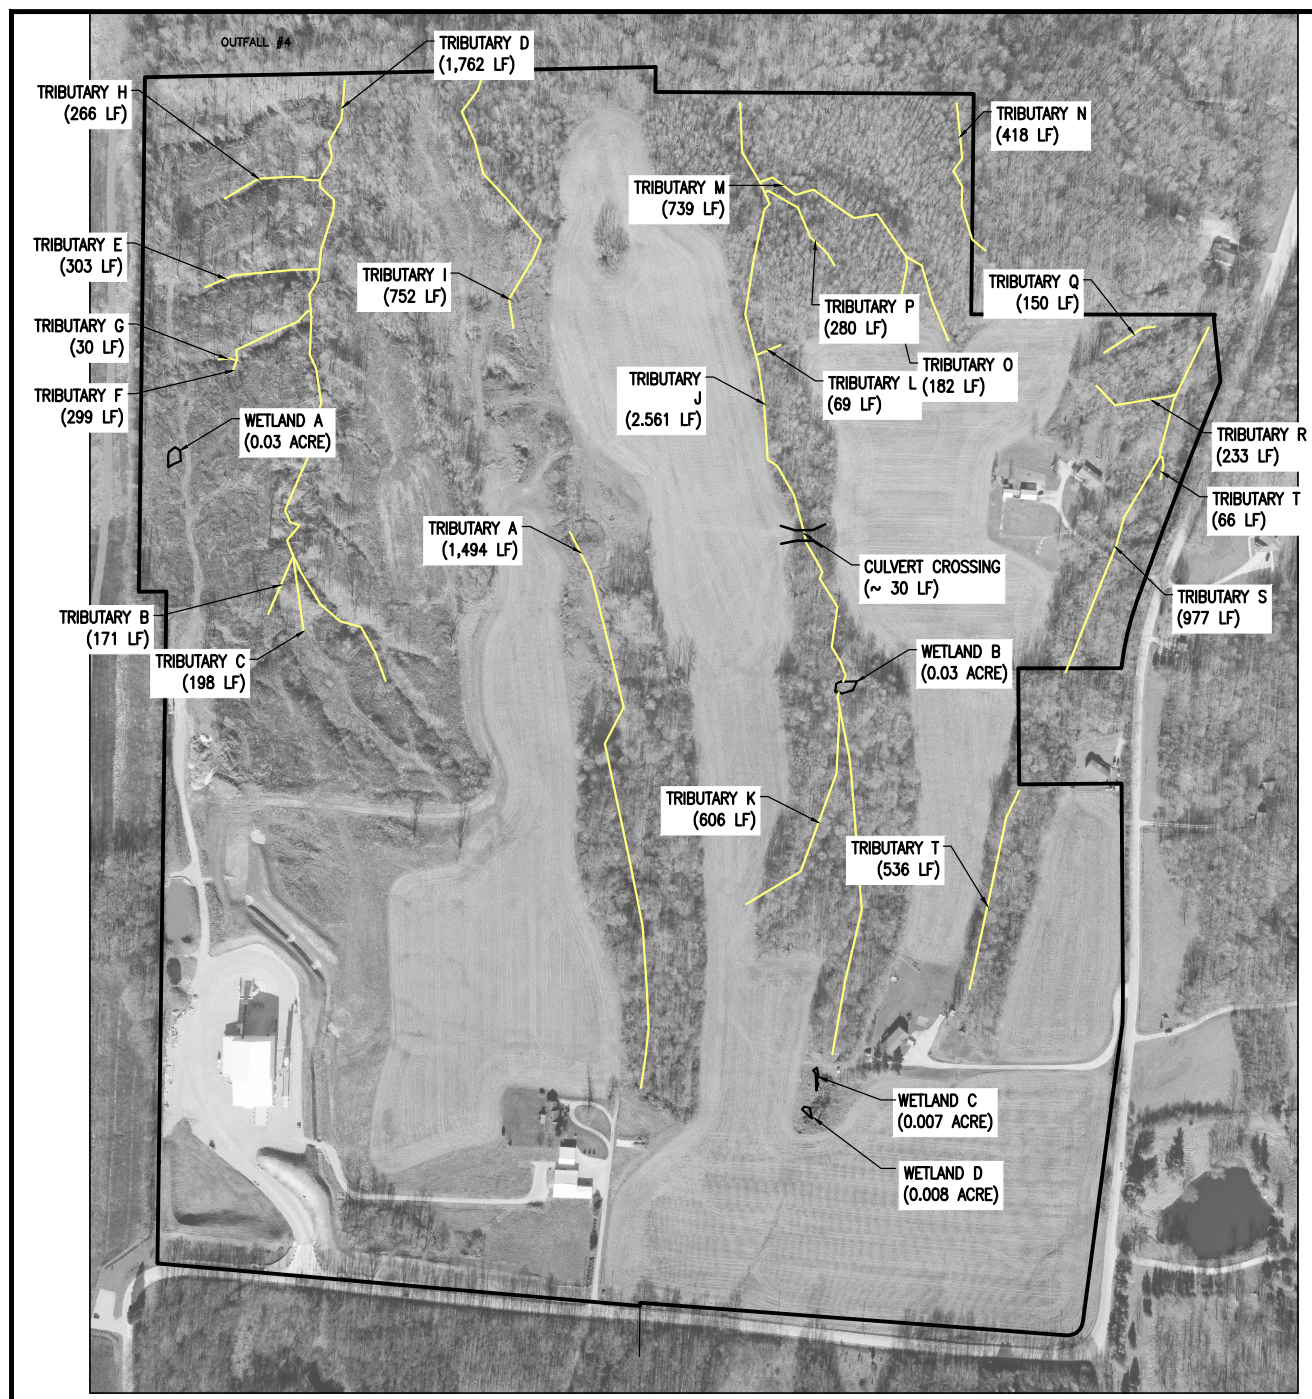 OUTFALL #4
TRIBUTARY D
(1,762 LF)
TRIBUTARY H
(266 LF)
TRIBUTARY N
(418 LF)
TRIBUTARY M
(739 LF)
TRIBUTARY E
(303 LF)
TRIBUTARY I
(752 LF)
TRIBUTARY Q
(150 LF)
TRIBUTARY P
(280 LF)
TRIBUTARY G
(30 LF)
TRIBUTARY O
(182 LF)
TRIBUTARY L
(69 LF)
TRIBUTARY
J
(2.561 LF)
TRIBUTARY F
(299 LF)
WETLAND A
(0.03 ACRE)
TRIBUTARY R
(233 LF)
TRIBUTARY T
(66 LF)
TRIBUTARY A
(1,494 LF)
CULVERT CROSSING
(~ 30 LF)
TRIBUTARY S
(977 LF)
TRIBUTARY B
(171 LF)
TRIBUTARY C
(198 LF)
WETLAND B
(0.03 ACRE)
TRIBUTARY K
(606 LF)
TRIBUTARY T
(536 LF)
WETLAND C
(0.007 ACRE)
WETLAND D
(0.008 ACRE)